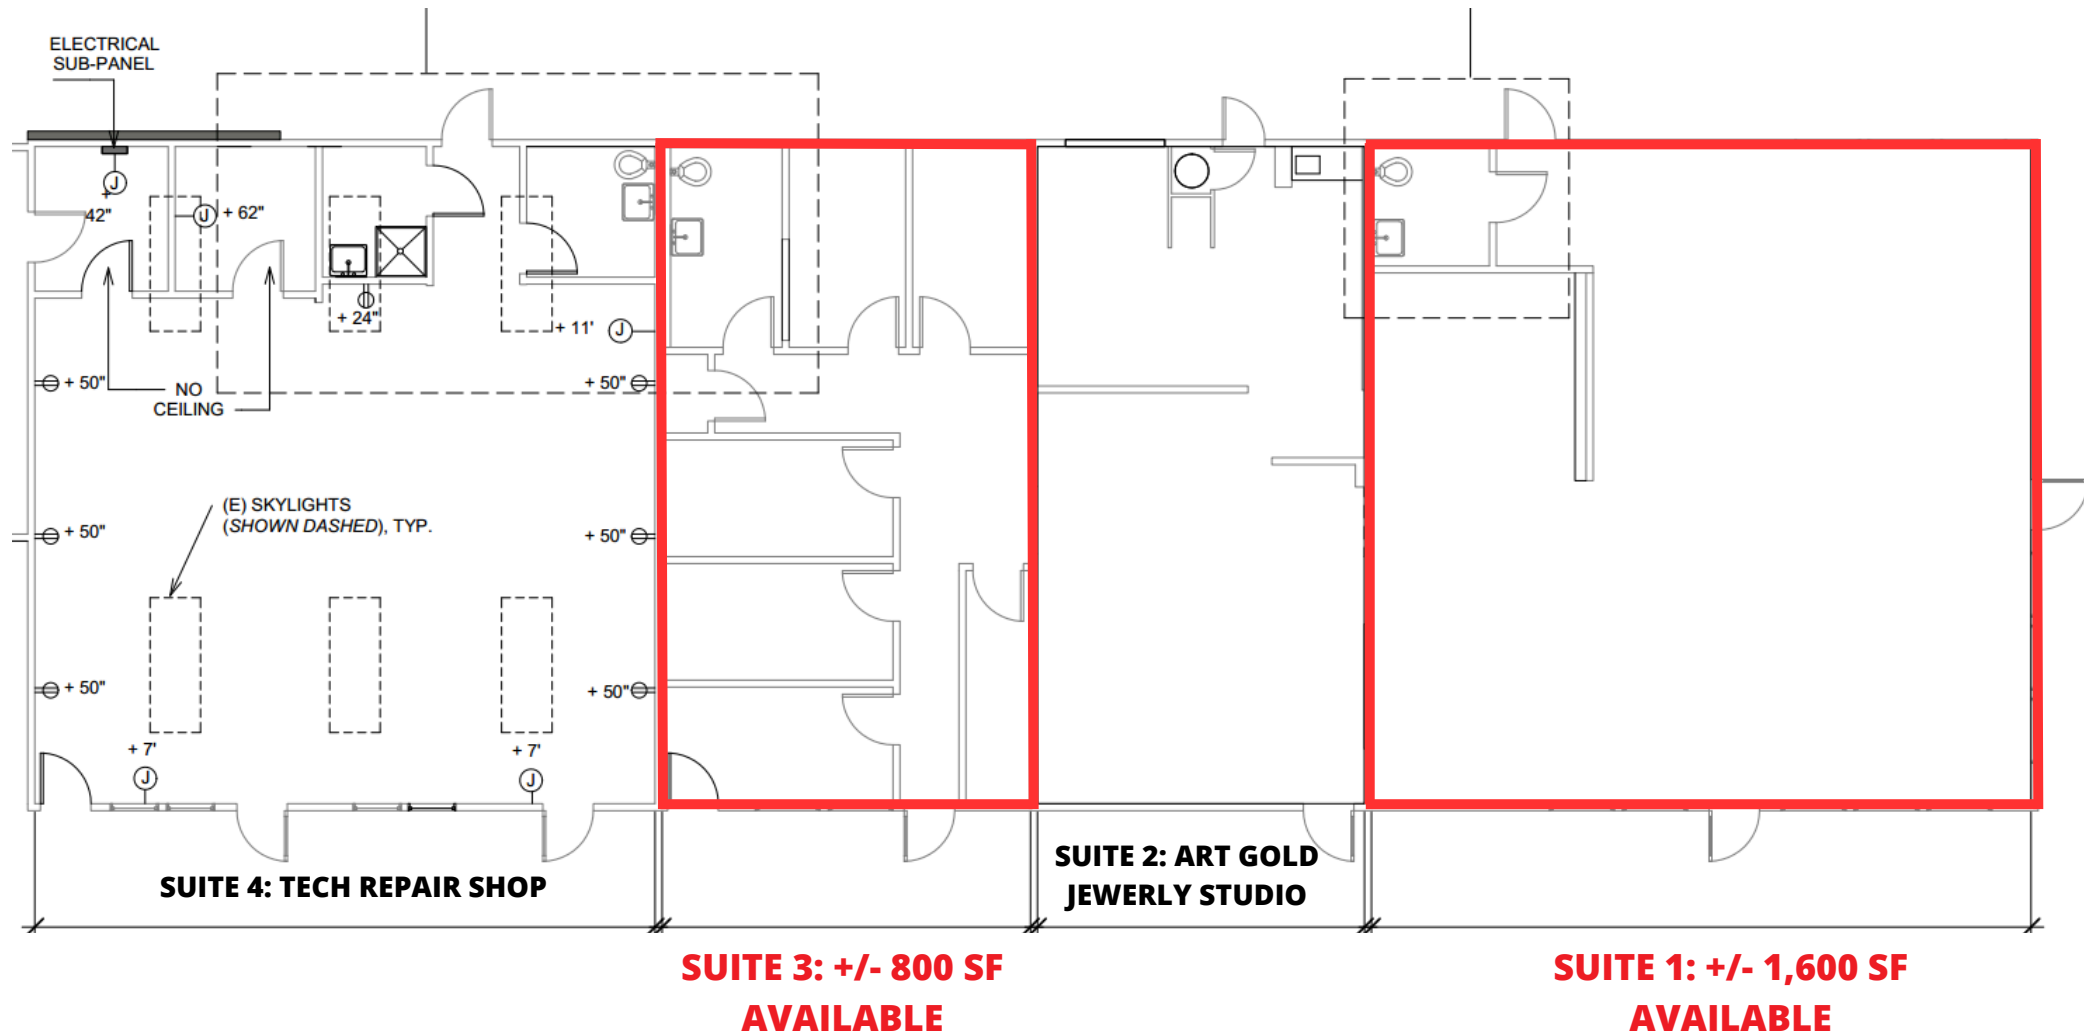 ELECTRICAL
SUB-PANEL
J
+
42"
J + 62"
+ 24"
+ 11' J
+ 50"
NO
CEILING
+ 50"
(E) SKYLIGHTS
(SHOWN DASHED), TYP.
+ 50"
+ 50"
+ 50"
+ 50"
+ 7'
J
+ 7'
J
SUITE 4: TECH REPAIR SHOP
SUITE 2: ART GOLD
JEWERLY STUDIO
SUITE 3: +/- 800 SF
AVAILABLE
SUITE 1: +/- 1,600 SF
AVAILABLE